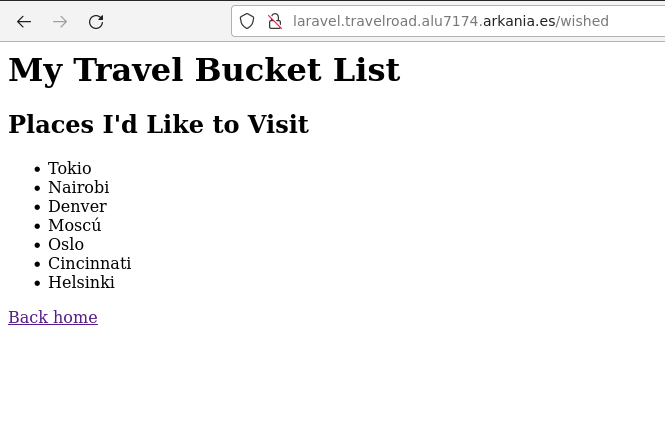 laravel.travelroad.alu7174.arkania.es/wished
My Travel Bucket List
Places I'd Like to Visit
Tokio
Nairobi
Denver
Moscú
Oslo
Cincinnati
Helsinki
Back home